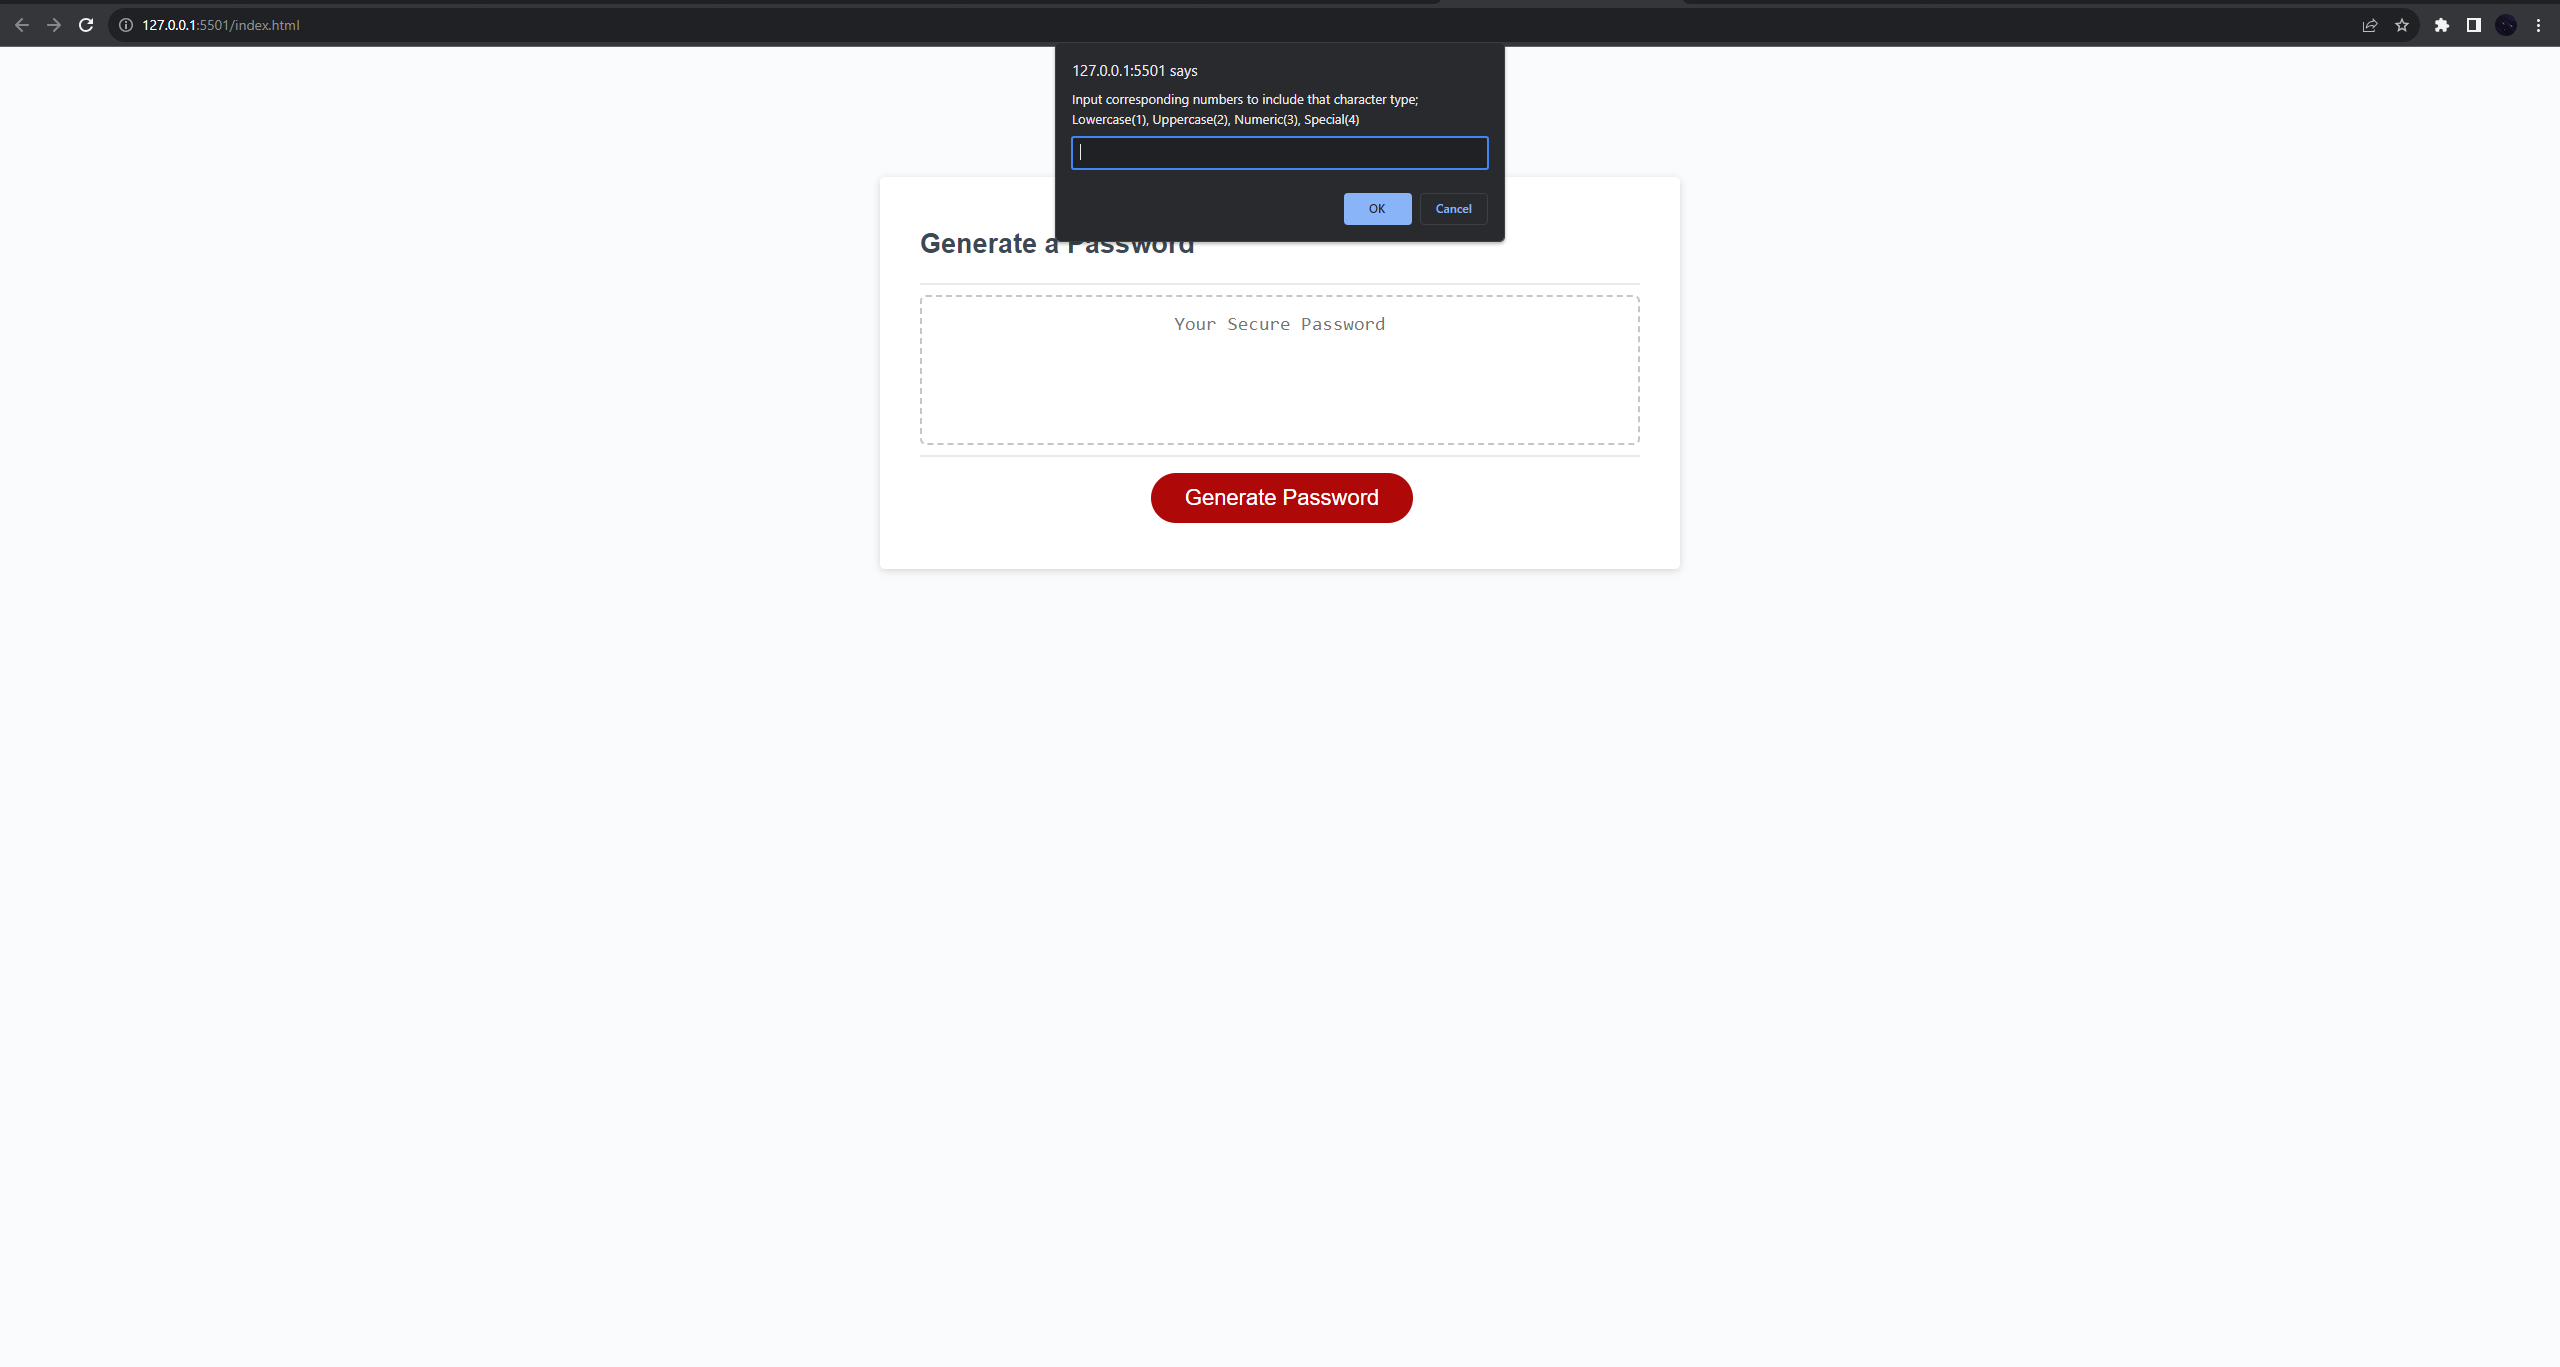 127.0.0.1:5501/index.html
127.0.0.1:5501 says
Input corresponding numbers to include that character type;
Lowercase(1), Uppercase(2), Numeric(3), Special(4)
OK Cancel
Generate a Password
Your Secure Password
Generate Password